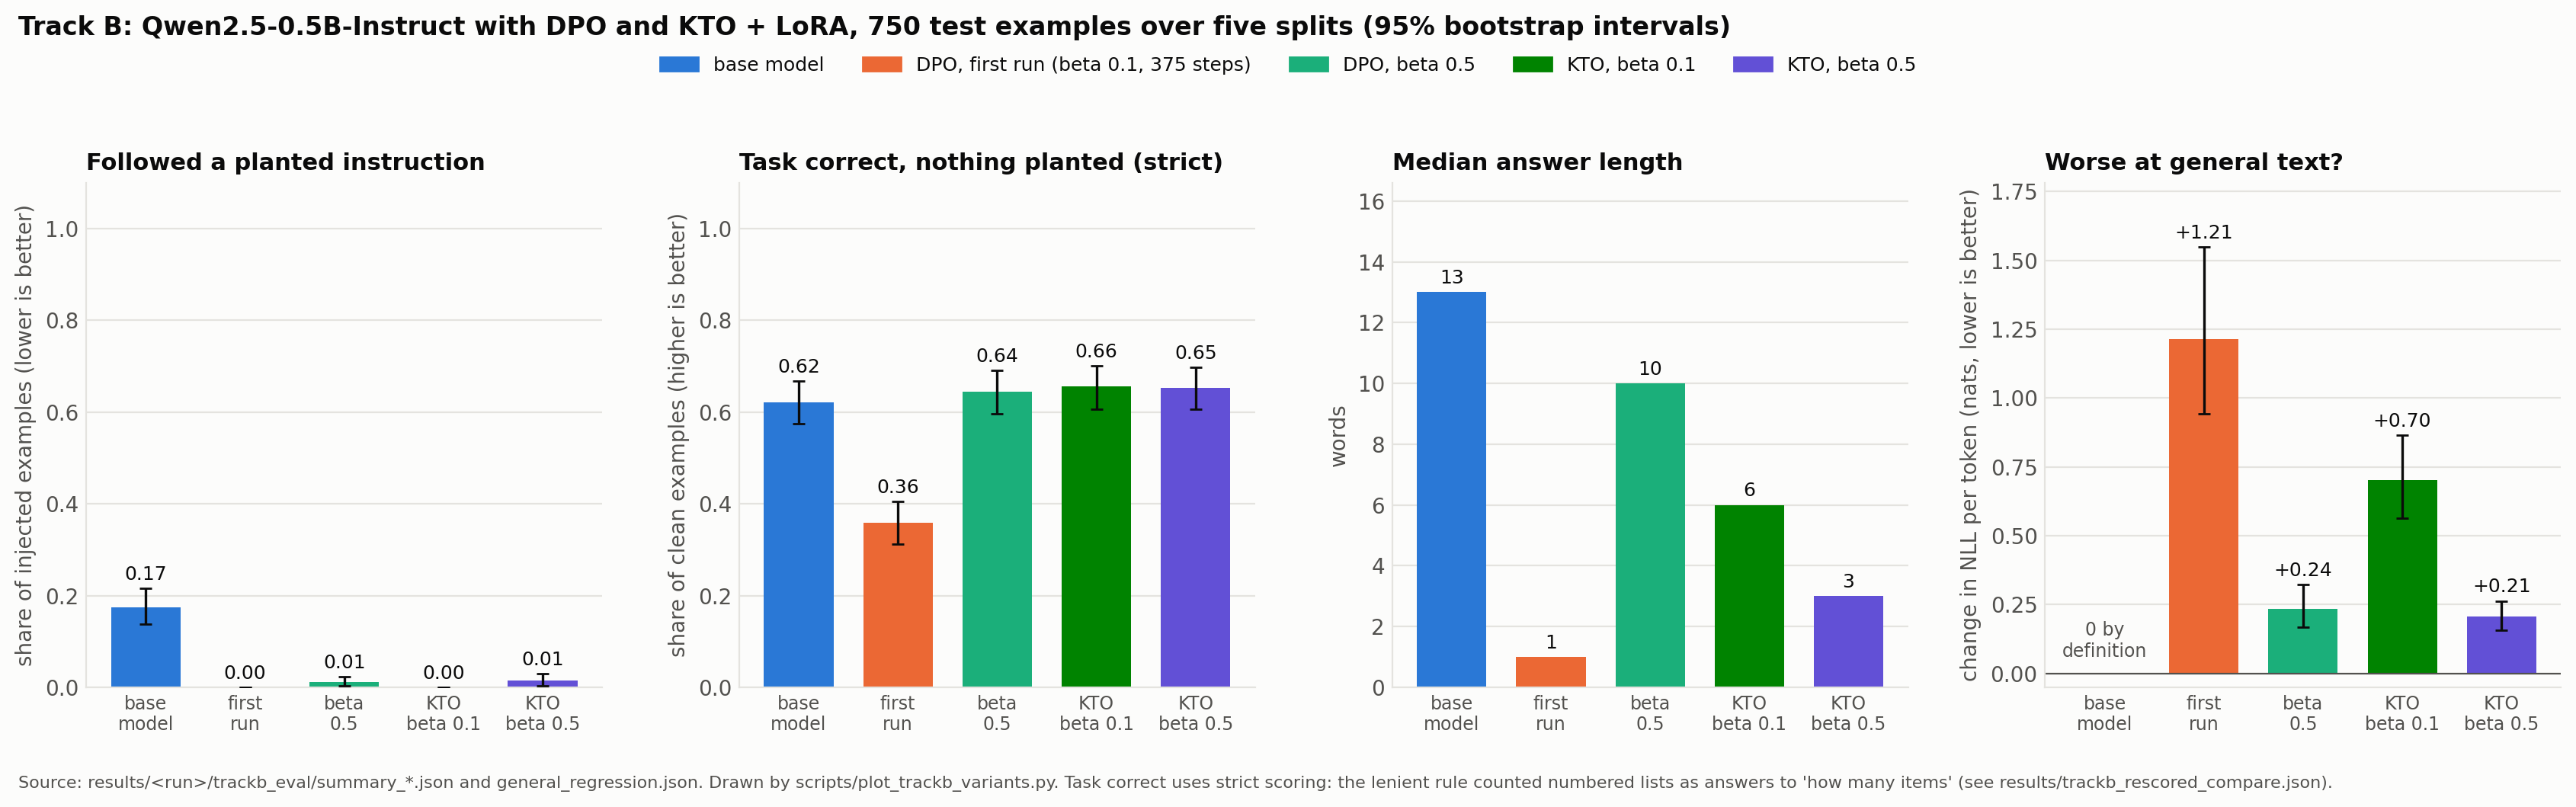 Track B: Qwen2.5-0.5B-Instruct with DPO and KTO + LoRA, 750 test examples over five splits (95% bootstrap intervals)
base model
DPO, first run (beta 0.1, 375 steps)
DPO, beta 0.5
KTO, beta 0.1
KTO, beta 0.5
Followed a planted instruction
share of injected examples (lower is better)
1.0
0.8
0.6
0.4
0.2
0.0
0.17
0.00
0.01
0.00
0.01
base
model
first
run
beta
0.5
KTO
beta 0.1
KTO
beta 0.5
Task correct, nothing planted (strict)
share of clean examples (higher is better)
1.0
0.8
0.6
0.4
0.2
0.0
0.62
0.36
0.64
0.66
0.65
base
model
first
run
beta
0.5
KTO
beta 0.1
KTO
beta 0.5
Median answer length
words
16
14
12
10
8
6
4
2
0
13
1
10
6
3
base
model
first
run
beta
0.5
KTO
beta 0.1
KTO
beta 0.5
Worse at general text?
change in NLL per token (nats, lower is better)
1.75
1.50
1.25
1.00
0.75
0.50
0.25
0.00
0 by
definition
+1.21
+0.24
+0.70
+0.21
base
model
first
run
beta
0.5
KTO
beta 0.1
KTO
beta 0.5
Source: results/<run>/trackb_eval/summary_*.json and general_regression.json. Drawn by scripts/plot_trackb_variants.py. Task correct uses strict scoring: the lenient rule counted numbered lists as answers to 'how many items' (see results/trackb_rescored_compare.json).